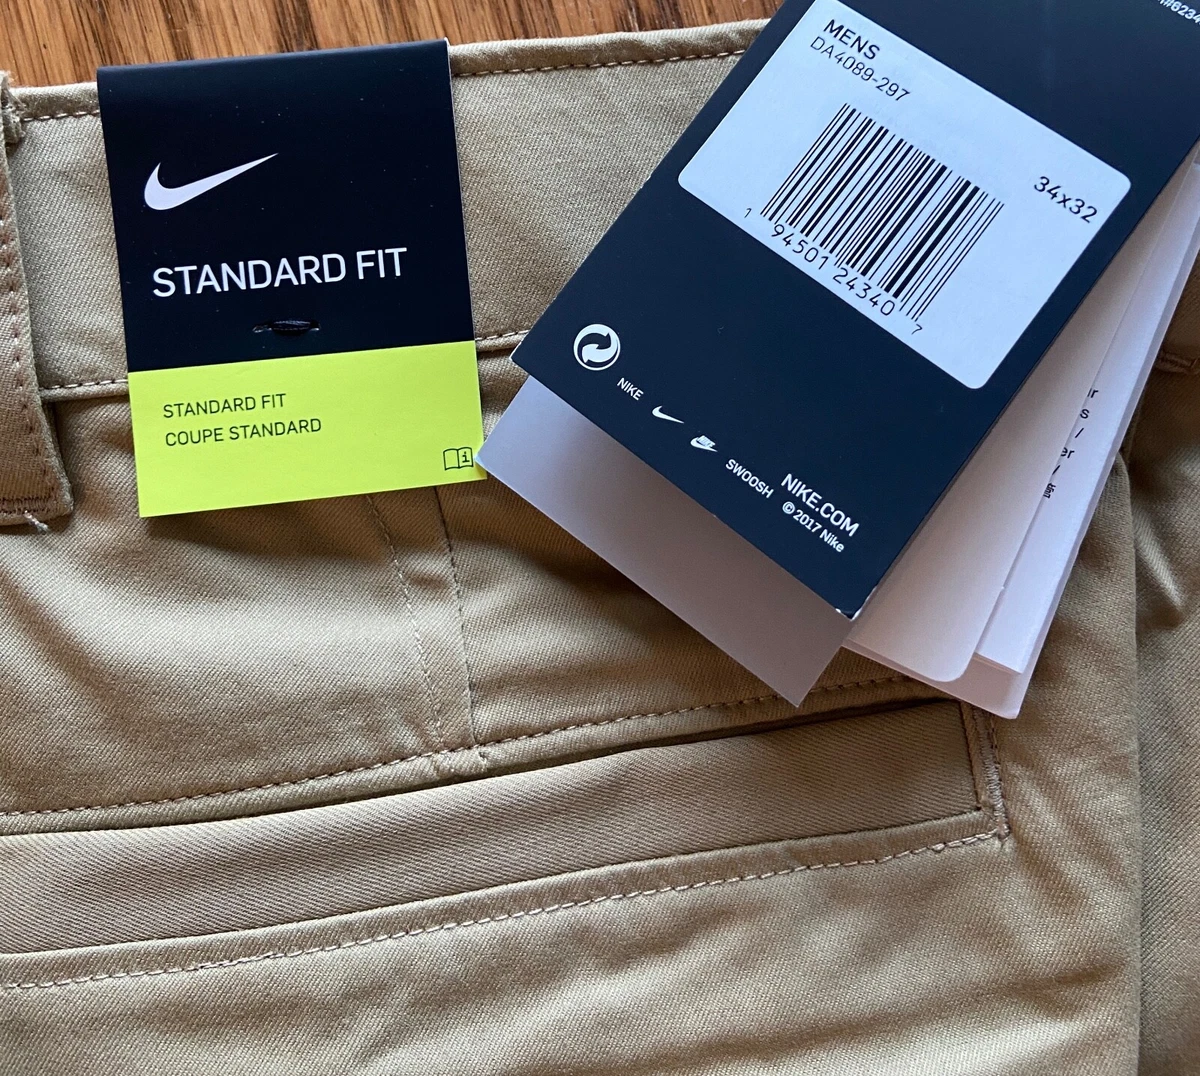 STANDARD FIT
STANDARD FIT
COUPE STANDARD
MENS
DA4089-297
34x32
1 94501 24340 7
NIKE
SWOOSH
NIKE.COM
© 2017 Nike